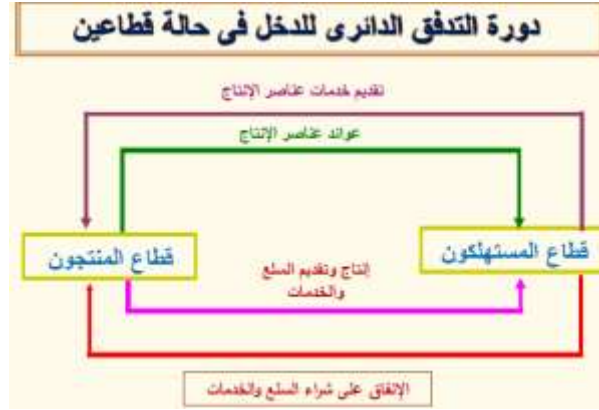 دورة التدفق الدائرى للدخل فى حالة قطاعين
تقديم خدمات عناصر الإنتاج
عوائد عناصر الإنتاج
قطاع المستهلكون
قطاع المنتجون
إنتاج وتقديم السلع
والخدمات
الإنفاق على شراء السلع والخدمات